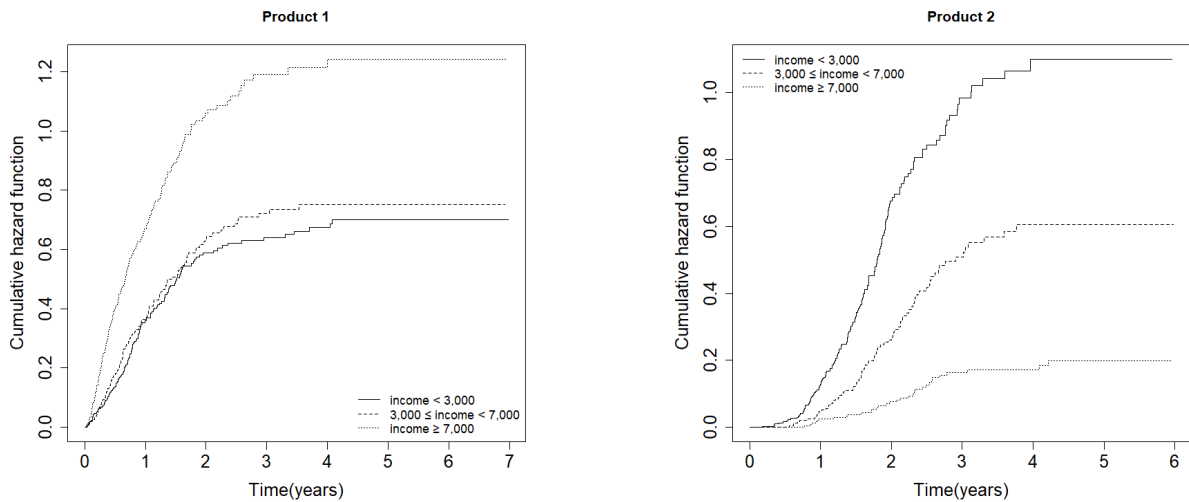 Product 1
Cumulative hazard function
1.2
1.0
0.8
0.6
0.4
0.2
0.0
income < 3,000
3,000 ≤ income < 7,000
income ≥ 7,000
0 1 2 3 4 5 6 7
Time(years)
Product 2
Cumulative hazard function
1.0
0.8
0.6
0.4
0.2
0.0
income < 3,000
3,000 ≤ income < 7,000
income ≥ 7,000
0 1 2 3 4 5 6
Time(years)